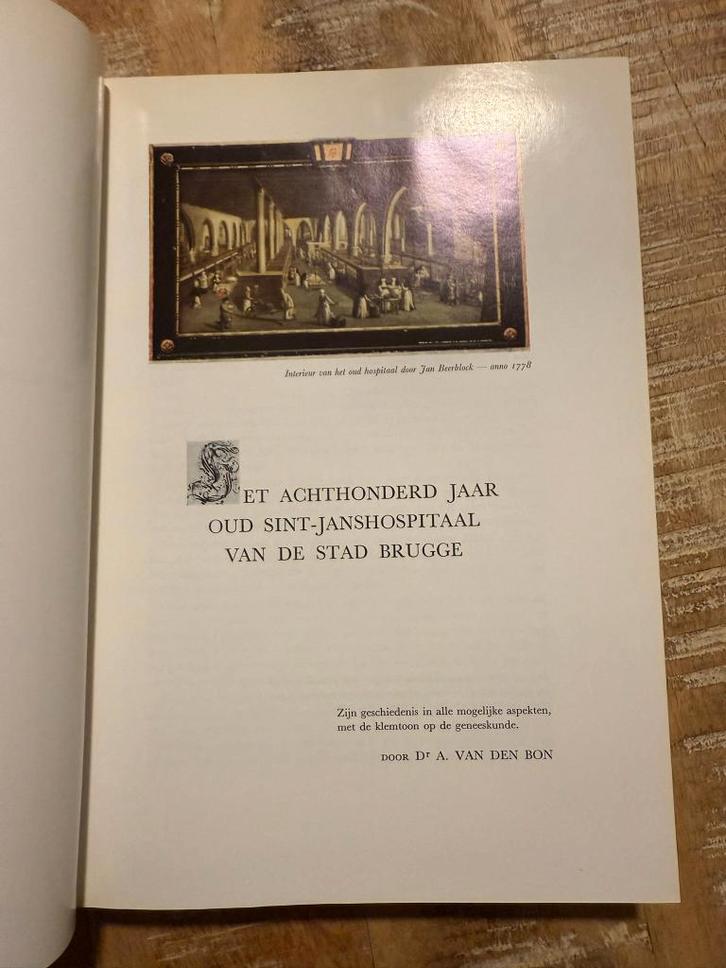 Interieur van het oud hospitaal door Jan Beerblock — anno 1778
HET ACHTHONDERD JAAR
OUD SINT-JANSHOSPITAAL
VAN DE STAD BRUGGE
Zijn geschiedenis in alle mogelijke aspekten,
met de klemtoon op de geneeskunde.
DOOR Dr A. VAN DEN BON